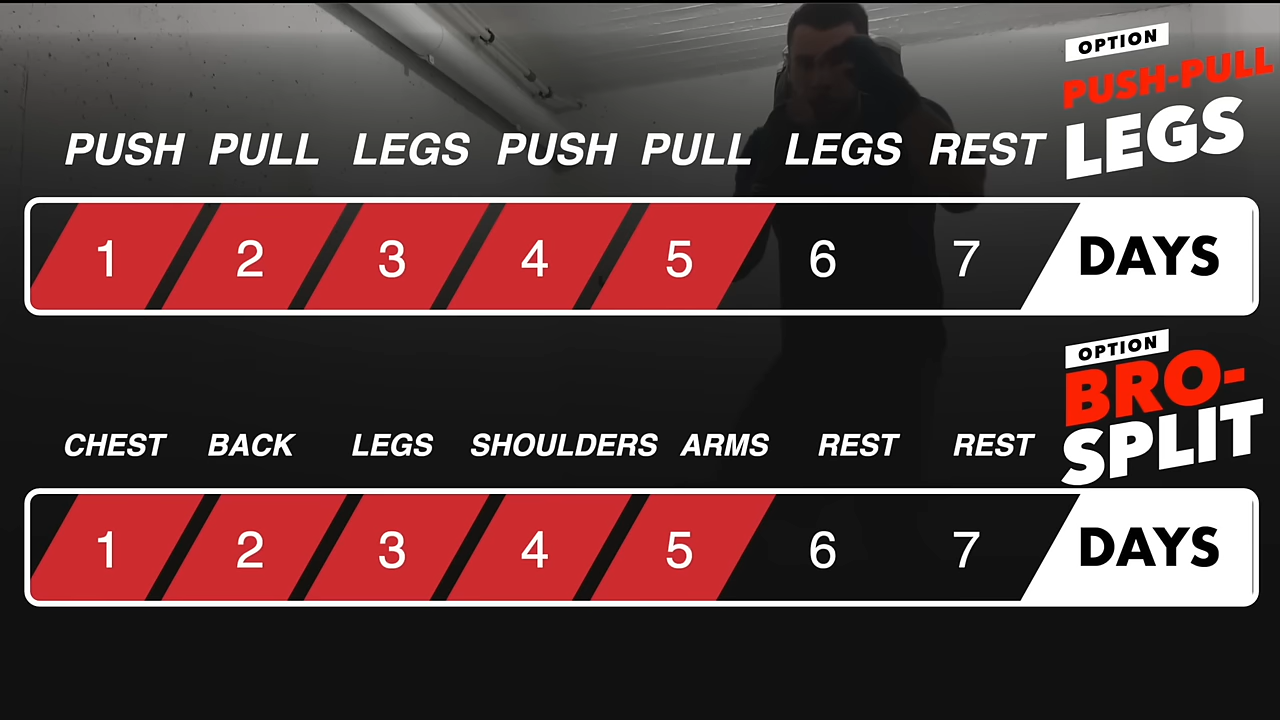 OPTION
PUSH-PULL
LEGS
PUSH PULL LEGS PUSH PULL LEGS REST
1 2 3 4 5 6 7 DAYS
OPTION
BRO-
SPLIT
CHEST BACK LEGS SHOULDERS ARMS REST REST
1 2 3 4 5 6 7 DAYS